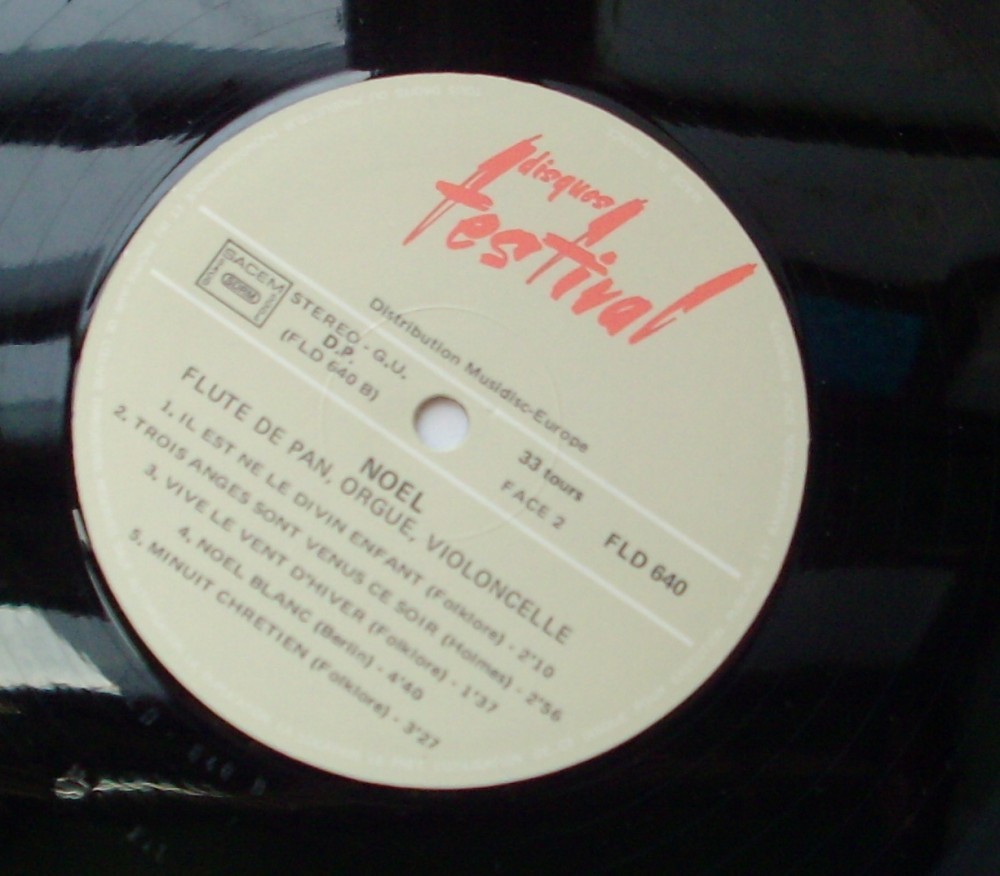 disques
festival
Distribution Musidisc-Europe
SACEM
SDRM
STEREO - G.U.
D.P.
(FLD 640 B)
33 tours
FACE 2
FLD 640
NOEL
FLUTE DE PAN, ORGUE, VIOLONCELLE
1. IL EST NE LE DIVIN ENFANT (Folklore) - 2"10
2. TROIS ANGES SONT VENUS CE SOIR (Holmes) - 2"56
3. VIVE LE VENT D'HIVER (Folklore) - 1"37
4. NOEL BLANC (Berlin) - 4"40
5. MINUIT CHRETIEN (Folklore) - 3"27